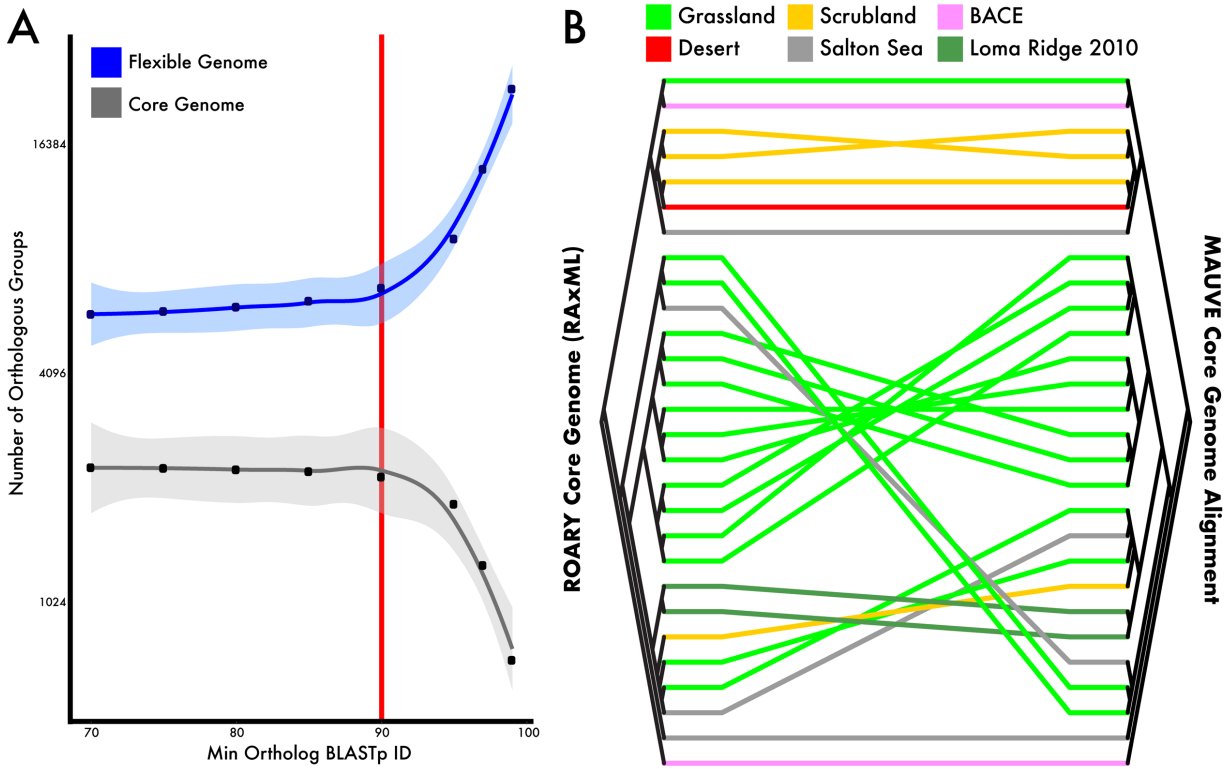 A
Flexible Genome
Core Genome
Number of Orthologous Groups
16384
4096
1024
70
80
90
100
Min Ortholog BLASTp ID
B
Grassland
Scrubland
BACE
Desert
Salton Sea
Loma Ridge 2010
ROARY Core Genome (RAxML)
MAUVE Core Genome Alignment